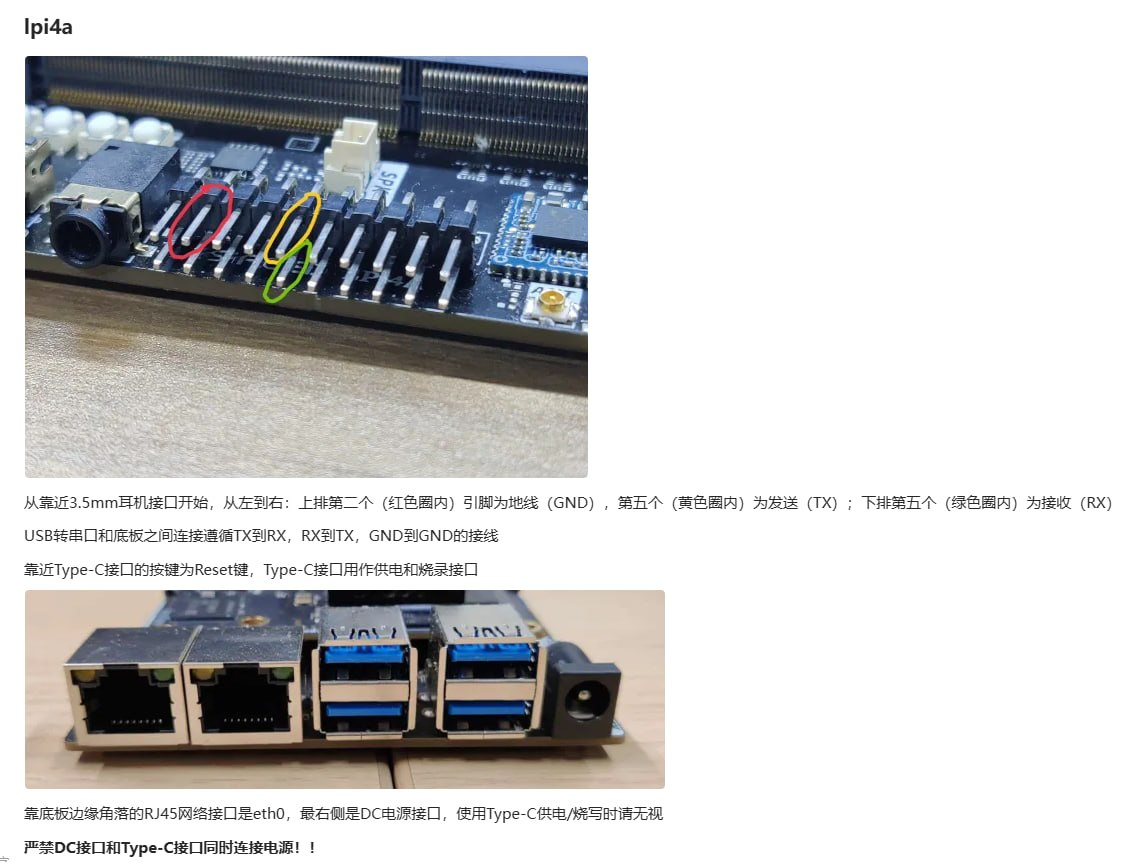 lpi4a
SPK
从靠近3.5mm耳机接口开始，从左到右：上排第二个（红色圈内）引脚为地线（GND），第五个（黄色圈内）为发送（TX）；下排第五个（绿色圈内）为接收（RX）
USB转串口和底板之间连接遵循TX到RX，RX到TX，GND到GND的接线
靠近Type-C接口的按键为Reset键，Type-C接口用作供电和烧录接口
靠底板边缘角落的RJ45网络接口是eth0，最右侧是DC电源接口，使用Type-C供电/烧写时请无视
严禁DC接口和Type-C接口同时连接电源！！